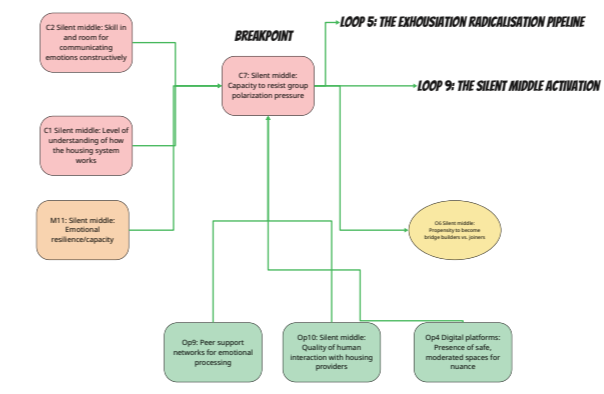 C2 Silent middle: Skill in
and room for
communicating
emotions constructively
BREAKPOINT
LOOP 5: THE EXHOUSIATION RADICALISATION PIPELINE
C7: Silent middle:
Capacity to resist group
polarization pressure
LOOP 9: THE SILENT MIDDLE ACTIVATION
C1 Silent middle: Level of
understanding of how
the housing system
works
M11: Silent middle:
Emotional
resilience/capacity
O6 Silent middle:
Propensity to become
bridge builders vs. joiners
Op9: Peer support
networks for emotional
processing
Op10: Silent middle:
Quality of human
interaction with housing
providers
Op4 Digital platforms:
Presence of safe,
moderated spaces for
nuance